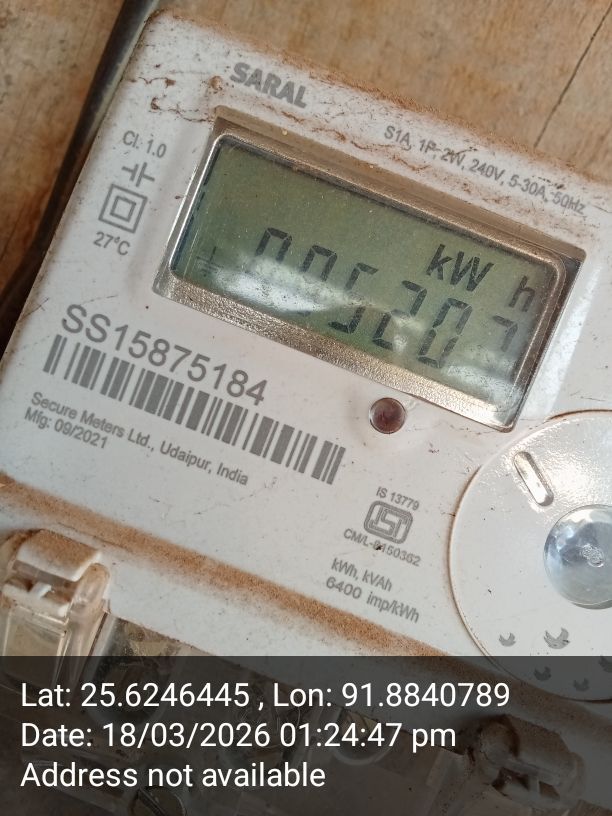 SARAL
S1A, 1P-2W, 240V, 5-30A, 50Hz
Cl. 1.0
27°C
kW h
005207
SS15875184
Secure Meters Ltd., Udaipur, India
Mfg: 09/2021
IS 13779
CM/L-8150362
kWh, kVAh
6400 imp/kWh
Lat: 25.6246445 , Lon: 91.8840789
Date: 18/03/2026 01:24:47 pm
Address not available